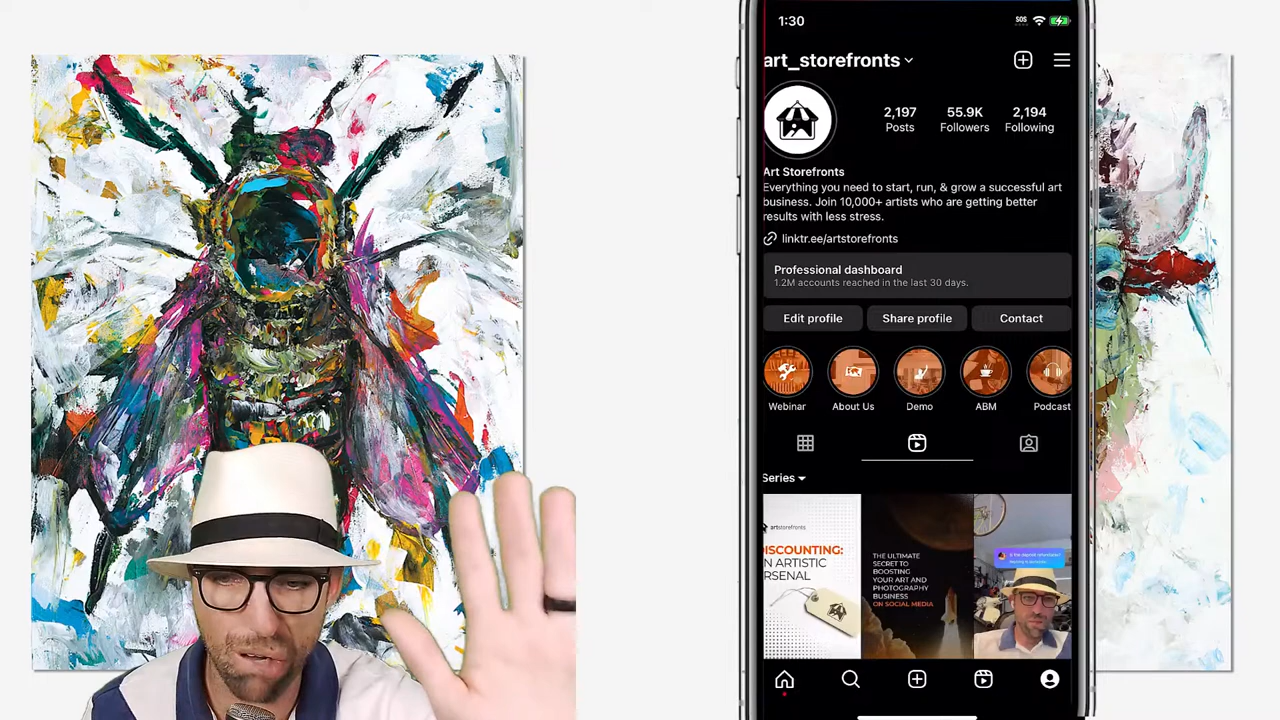 1:30
SOS
art_storefronts
2,197 55.9K 2,194
Posts Followers Following
Art Storefronts
Everything you need to start, run, & grow a successful art
business. Join 10,000+ artists who are getting better
results with less stress.
linktr.ee/artstorefronts
Professional dashboard
1.2M accounts reached in the last 30 days.
Edit profile Share profile Contact
Webinar About Us Demo ABM Podcast
Series
artstorefronts
DISCOUNTING:
N ARTISTIC
RSENAL
THE ULTIMATE
SECRET TO
BOOSTING
YOUR ART AND
PHOTOGRAPHY
BUSINESS
ON SOCIAL MEDIA